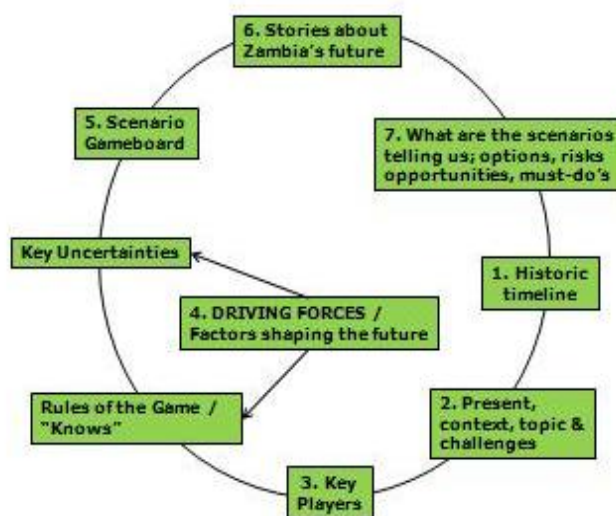 6. Stories about
Zambia's future
5. Scenario
Gameboard
7. What are the scenarios
telling us; options, risks
opportunities, must-do's
Key Uncertainties
1. Historic
timeline
4. DRIVING FORCES /
Factors shaping the future
Rules of the Game /
"Knows"
2. Present,
context, topic &
challenges
3. Key
Players